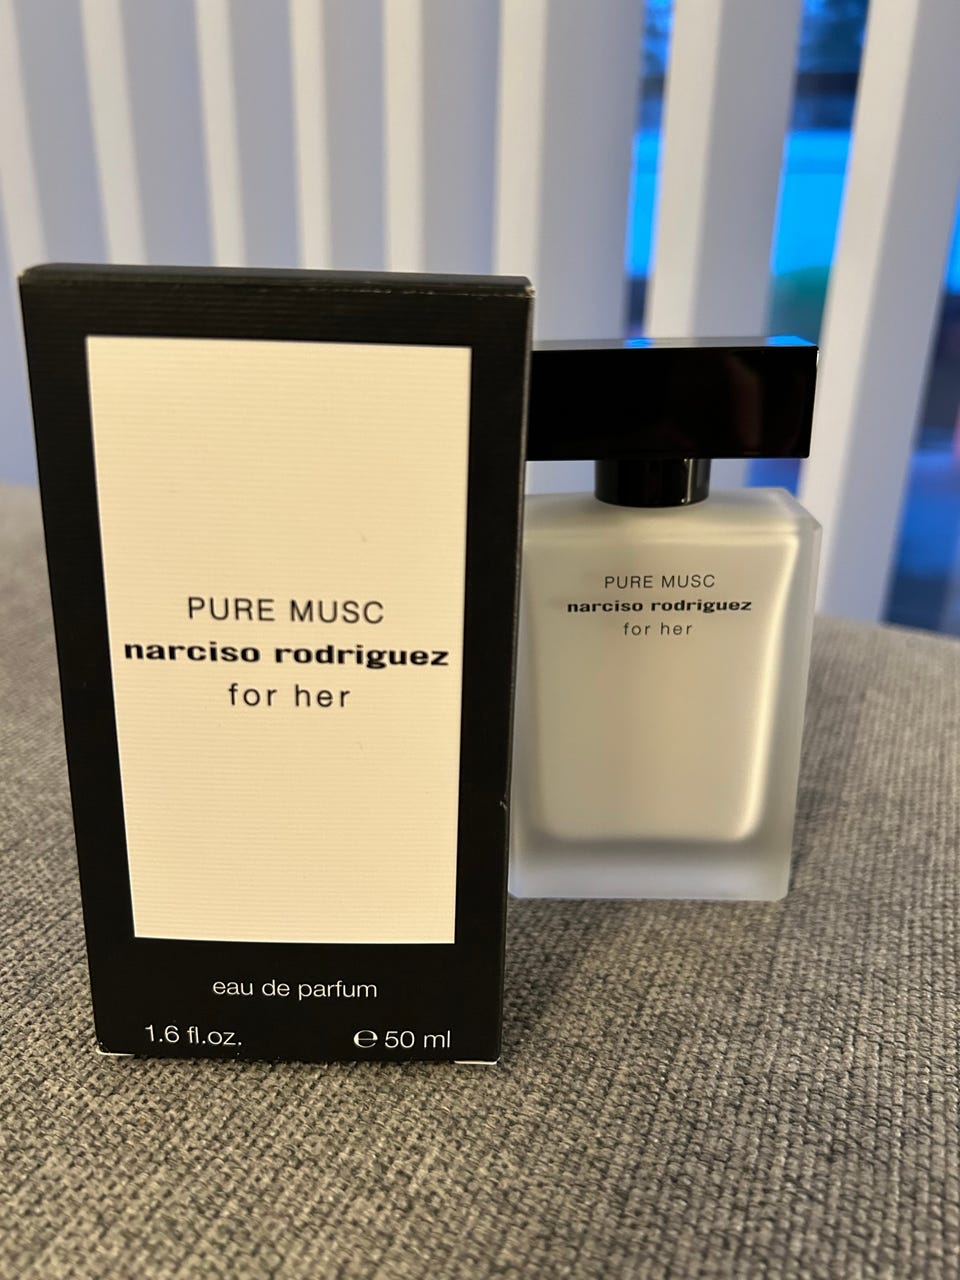 PURE MUSC
narciso rodriguez
for her
eau de parfum
1.6 fl.oz. ℮ 50 ml
PURE MUSC
narciso rodriguez
for her